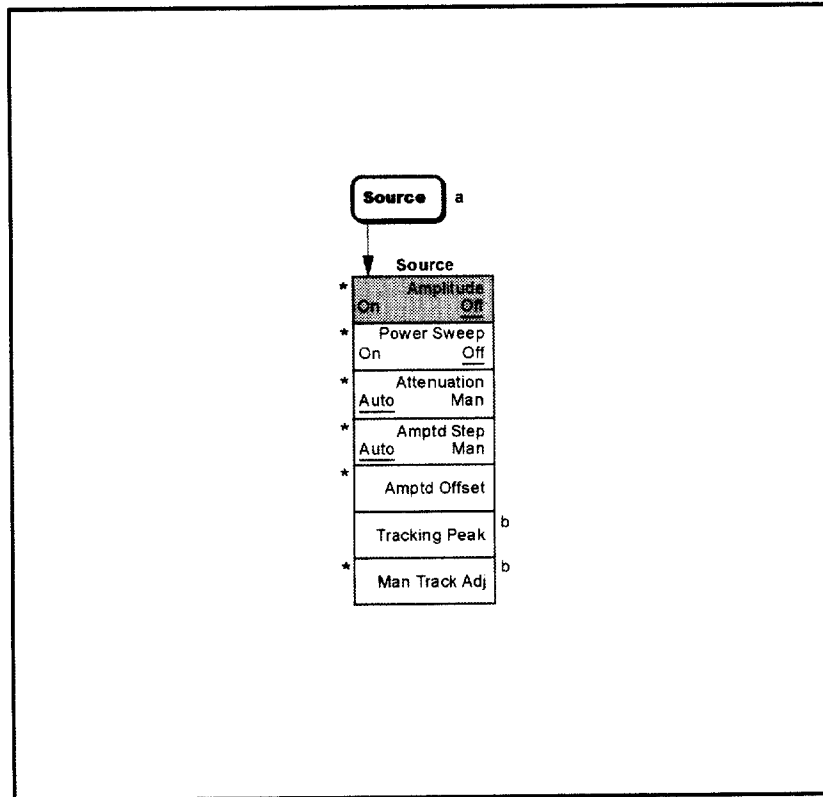 Source a
Source
* Amplitude
On Off
* Power Sweep
On Off
* Attenuation
Auto Man
* Amptd Step
Auto Man
*
Amptd Offset
b
Tracking Peak
* b
Man Track Adj